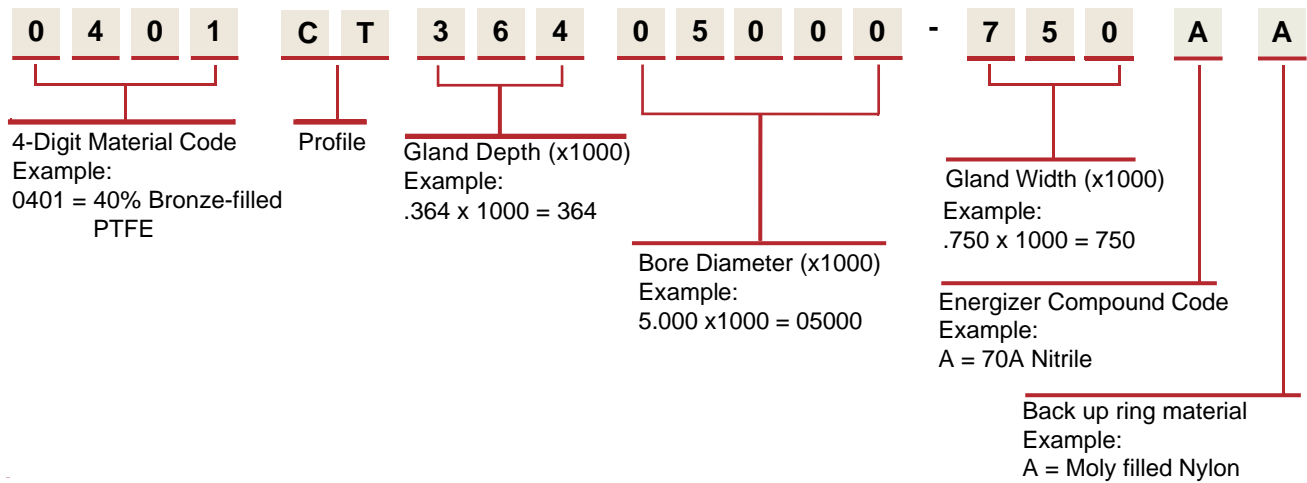 0 4 0 1 C T 3 6 4 0 5 0 0 0 - 7 5 0 A A
4-Digit Material Code
Example:
0401 = 40% Bronze-filled
PTFE
Profile
Gland Depth (x1000)
Example:
.364 x 1000 = 364
Bore Diameter (x1000)
Example:
5.000 x1000 = 05000
Gland Width (x1000)
Example:
.750 x 1000 = 750
Energizer Compound Code
Example:
A = 70A Nitrile
Back up ring material
Example:
A = Moly filled Nylon